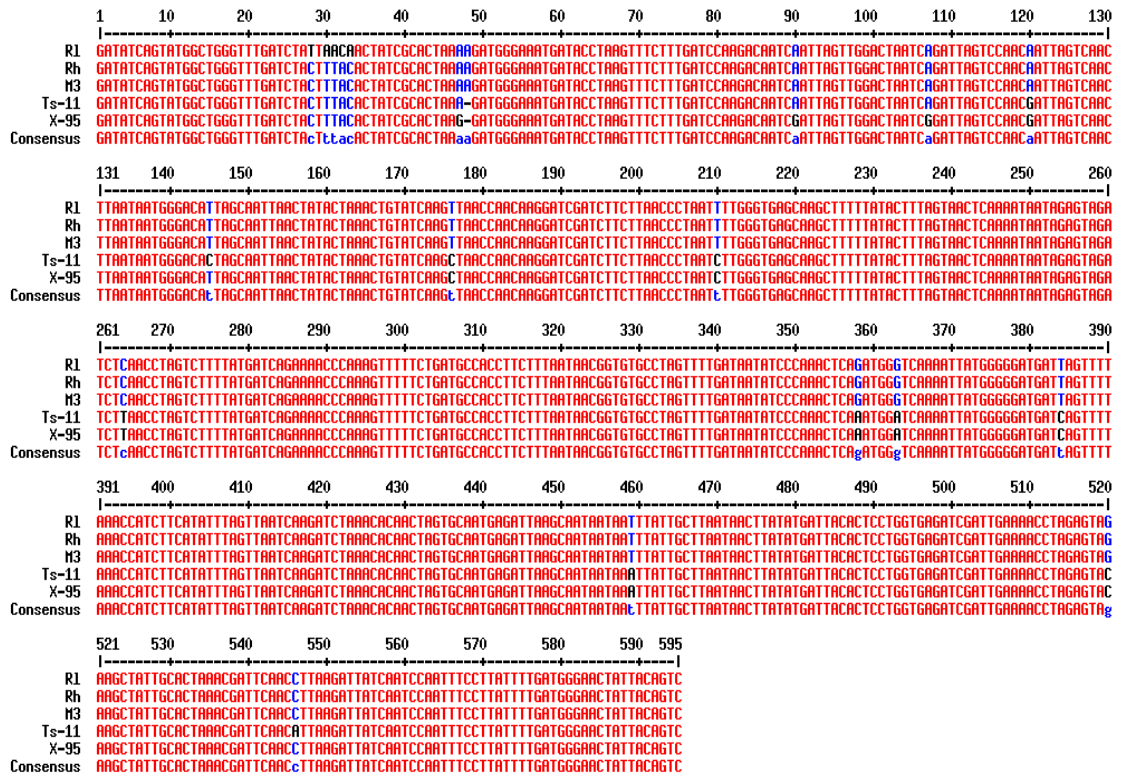 1 10 20 30 40 50 60 70 80 90 100 110 120 130
|--------+---------+---------+---------+---------+---------+---------+---------+---------+---------+---------+---------+---------|
R1 GATATCAGTATGGCTGGGTTTGATCTATTAACAACTATCGCACTAAAAGATGGGAAATGATACCTAAGTTTCTTTGATCCAAGACAATCAATTAGTTGGACTAATCAGATTAGTCCAACAATTAGTCAAC
Rh GATATCAGTATGGCTGGGTTTGATCTACTTTACACTATCGCACTAAAAGATGGGAAATGATACCTAAGTTTCTTTGATCCAAGACAATCAATTAGTTGGACTAATCAGATTAGTCCAACAATTAGTCAAC
M3 GATATCAGTATGGCTGGGTTTGATCTACTTTACACTATCGCACTAAAAGATGGGAAATGATACCTAAGTTTCTTTGATCCAAGACAATCAATTAGTTGGACTAATCAGATTAGTCCAACAATTAGTCAAC
Ts-11 GATATCAGTATGGCTGGGTTTGATCTACTTTACACTATCGCACTAAA-GATGGGAAATGATACCTAAGTTTCTTTGATCCAAGACAATCAATTAGTTGGACTAATCAGATTAGTCCAACGATTAGTCAAC
X-95 GATATCAGTATGGCTGGGTTTGATCTACTTTACACTATCGCACTAAG-GATGGGAAATGATACCTAAGTTTCTTTGATCCAAGACAATCGATTAGTTGGACTAATCGGATTAGTCCAACGATTAGTCAAC
Consensus GATATCAGTATGGCTGGGTTTGATCTAcTttacACTATCGCACTAAaaGATGGGAAATGATACCTAAGTTTCTTTGATCCAAGACAATCaATTAGTTGGACTAATCaGATTAGTCCAACaATTAGTCAAC
131 140 150 160 170 180 190 200 210 220 230 240 250 260
|--------+---------+---------+---------+---------+---------+---------+---------+---------+---------+---------+---------+---------|
R1 TTAATAATGGGACATTAGCAATTAACTATACTAAACTGTATCAAGTTAACCAACAAGGATCGATCTTCTTAACCCTAATTTTGGGTGAGCAAGCTTTTTATACTTTAGTAACTCAAAATAATAGAGTAGA
Rh TTAATAATGGGACATTAGCAATTAACTATACTAAACTGTATCAAGTTAACCAACAAGGATCGATCTTCTTAACCCTAATTTTGGGTGAGCAAGCTTTTTATACTTTAGTAACTCAAAATAATAGAGTAGA
M3 TTAATAATGGGACATTAGCAATTAACTATACTAAACTGTATCAAGTTAACCAACAAGGATCGATCTTCTTAACCCTAATTTTGGGTGAGCAAGCTTTTTATACTTTAGTAACTCAAAATAATAGAGTAGA
Ts-11 TTAATAATGGGACACTAGCAATTAACTATACTAAACTGTATCAAGCTAACCAACAAGGATCGATCTTCTTAACCCTAATCTTGGGTGAGCAAGCTTTTTATACTTTAGTAACTCAAAATAATAGAGTAGA
X-95 TTAATAATGGGACATTAGCAATTAACTATACTAAACTGTATCAAGCTAACCAACAAGGATCGATCTTCTTAACCCTAATCTTGGGTGAGCAAGCTTTTTATACTTTAGTAACTCAAAATAATAGAGTAGA
Consensus TTAATAATGGGACAtTAGCAATTAACTATACTAAACTGTATCAAGtTAACCAACAAGGATCGATCTTCTTAACCCTAATtTTGGGTGAGCAAGCTTTTTATACTTTAGTAACTCAAAATAATAGAGTAGA
261 270 280 290 300 310 320 330 340 350 360 370 380 390
|--------+---------+---------+---------+---------+---------+---------+---------+---------+---------+---------+---------+---------|
R1 TCTCAACCTAGTCTTTTATGATCAGAAAACCCAAAGTTTTTCTGATGCCACCTTCTTTAATAACGGTGTGCCTAGTTTTGATAATATCCCAAACTCAGATGGGTCAAAATTATGGGGGATGATTAGTTTT
Rh TCTCAACCTAGTCTTTTATGATCAGAAAACCCAAAGTTTTTCTGATGCCACCTTCTTTAATAACGGTGTGCCTAGTTTTGATAATATCCCAAACTCAGATGGGTCAAAATTATGGGGGATGATTAGTTTT
M3 TCTCAACCTAGTCTTTTATGATCAGAAAACCCAAAGTTTTTCTGATGCCACCTTCTTTAATAACGGTGTGCCTAGTTTTGATAATATCCCAAACTCAGATGGGTCAAAATTATGGGGGATGATTAGTTTT
Ts-11 TCTTAACCTAGTCTTTTATGATCAGAAAACCCAAAGTTTTTCTGATGCCACCTTCTTTAATAACGGTGTGCCTAGTTTTGATAATATCCCAAACTCAAATGGATCAAAATTATGGGGGATGATCAGTTTT
X-95 TCTTAACCTAGTCTTTTATGATCAGAAAACCCAAAGTTTTTCTGATGCCACCTTCTTTAATAACGGTGTGCCTAGTTTTGATAATATCCCAAACTCAAATGGATCAAAATTATGGGGGATGATCAGTTTT
Consensus TCTcAACCTAGTCTTTTATGATCAGAAAACCCAAAGTTTTTCTGATGCCACCTTCTTTAATAACGGTGTGCCTAGTTTTGATAATATCCCAAACTCAgATGGgTCAAAATTATGGGGGATGATtAGTTTT
391 400 410 420 430 440 450 460 470 480 490 500 510 520
|--------+---------+---------+---------+---------+---------+---------+---------+---------+---------+---------+---------+---------|
R1 AAACCATCTTCATATTTAGTTAATCAAGATCTAAACACAACTAGTGCAATGAGATTAAGCAATAATAATTTATTGCTTAATAACTTATATGATTACACTCCTGGTGAGATCGATTGAAAACCTAGAGTAG
Rh AAACCATCTTCATATTTAGTTAATCAAGATCTAAACACAACTAGTGCAATGAGATTAAGCAATAATAATTTATTGCTTAATAACTTATATGATTACACTCCTGGTGAGATCGATTGAAAACCTAGAGTAG
M3 AAACCATCTTCATATTTAGTTAATCAAGATCTAAACACAACTAGTGCAATGAGATTAAGCAATAATAATTTATTGCTTAATAACTTATATGATTACACTCCTGGTGAGATCGATTGAAAACCTAGAGTAG
Ts-11 AAACCATCTTCATATTTAGTTAATCAAGATCTAAACACAACTAGTGCAATGAGATTAAGCAATAATAAATTATTGCTTAATAACTTATATGATTACACTCCTGGTGAGATCGATTGAAAACCTAGAGTAC
X-95 AAACCATCTTCATATTTAGTTAATCAAGATCTAAACACAACTAGTGCAATGAGATTAAGCAATAATAAATTATTGCTTAATAACTTATATGATTACACTCCTGGTGAGATCGATTGAAAACCTAGAGTAC
Consensus AAACCATCTTCATATTTAGTTAATCAAGATCTAAACACAACTAGTGCAATGAGATTAAGCAATAATAAtTTATTGCTTAATAACTTATATGATTACACTCCTGGTGAGATCGATTGAAAACCTAGAGTAg
521 530 540 550 560 570 580 590 595
|--------+---------+---------+---------+---------+---------+---------+----|
R1 AAGCTATTGCACTAAACGATTCAACCTTAAGATTATCAATCCAATTTCCTTATTTTGATGGGAACTATTACAGTC
Rh AAGCTATTGCACTAAACGATTCAACCTTAAGATTATCAATCCAATTTCCTTATTTTGATGGGAACTATTACAGTC
M3 AAGCTATTGCACTAAACGATTCAACCTTAAGATTATCAATCCAATTTCCTTATTTTGATGGGAACTATTACAGTC
Ts-11 AAGCTATTGCACTAAACGATTCAACATTAAGATTATCAATCCAATTTCCTTATTTTGATGGGAACTATTACAGTC
X-95 AAGCTATTGCACTAAACGATTCAACCTTAAGATTATCAATCCAATTTCCTTATTTTGATGGGAACTATTACAGTC
Consensus AAGCTATTGCACTAAACGATTCAACcTTAAGATTATCAATCCAATTTCCTTATTTTGATGGGAACTATTACAGTC